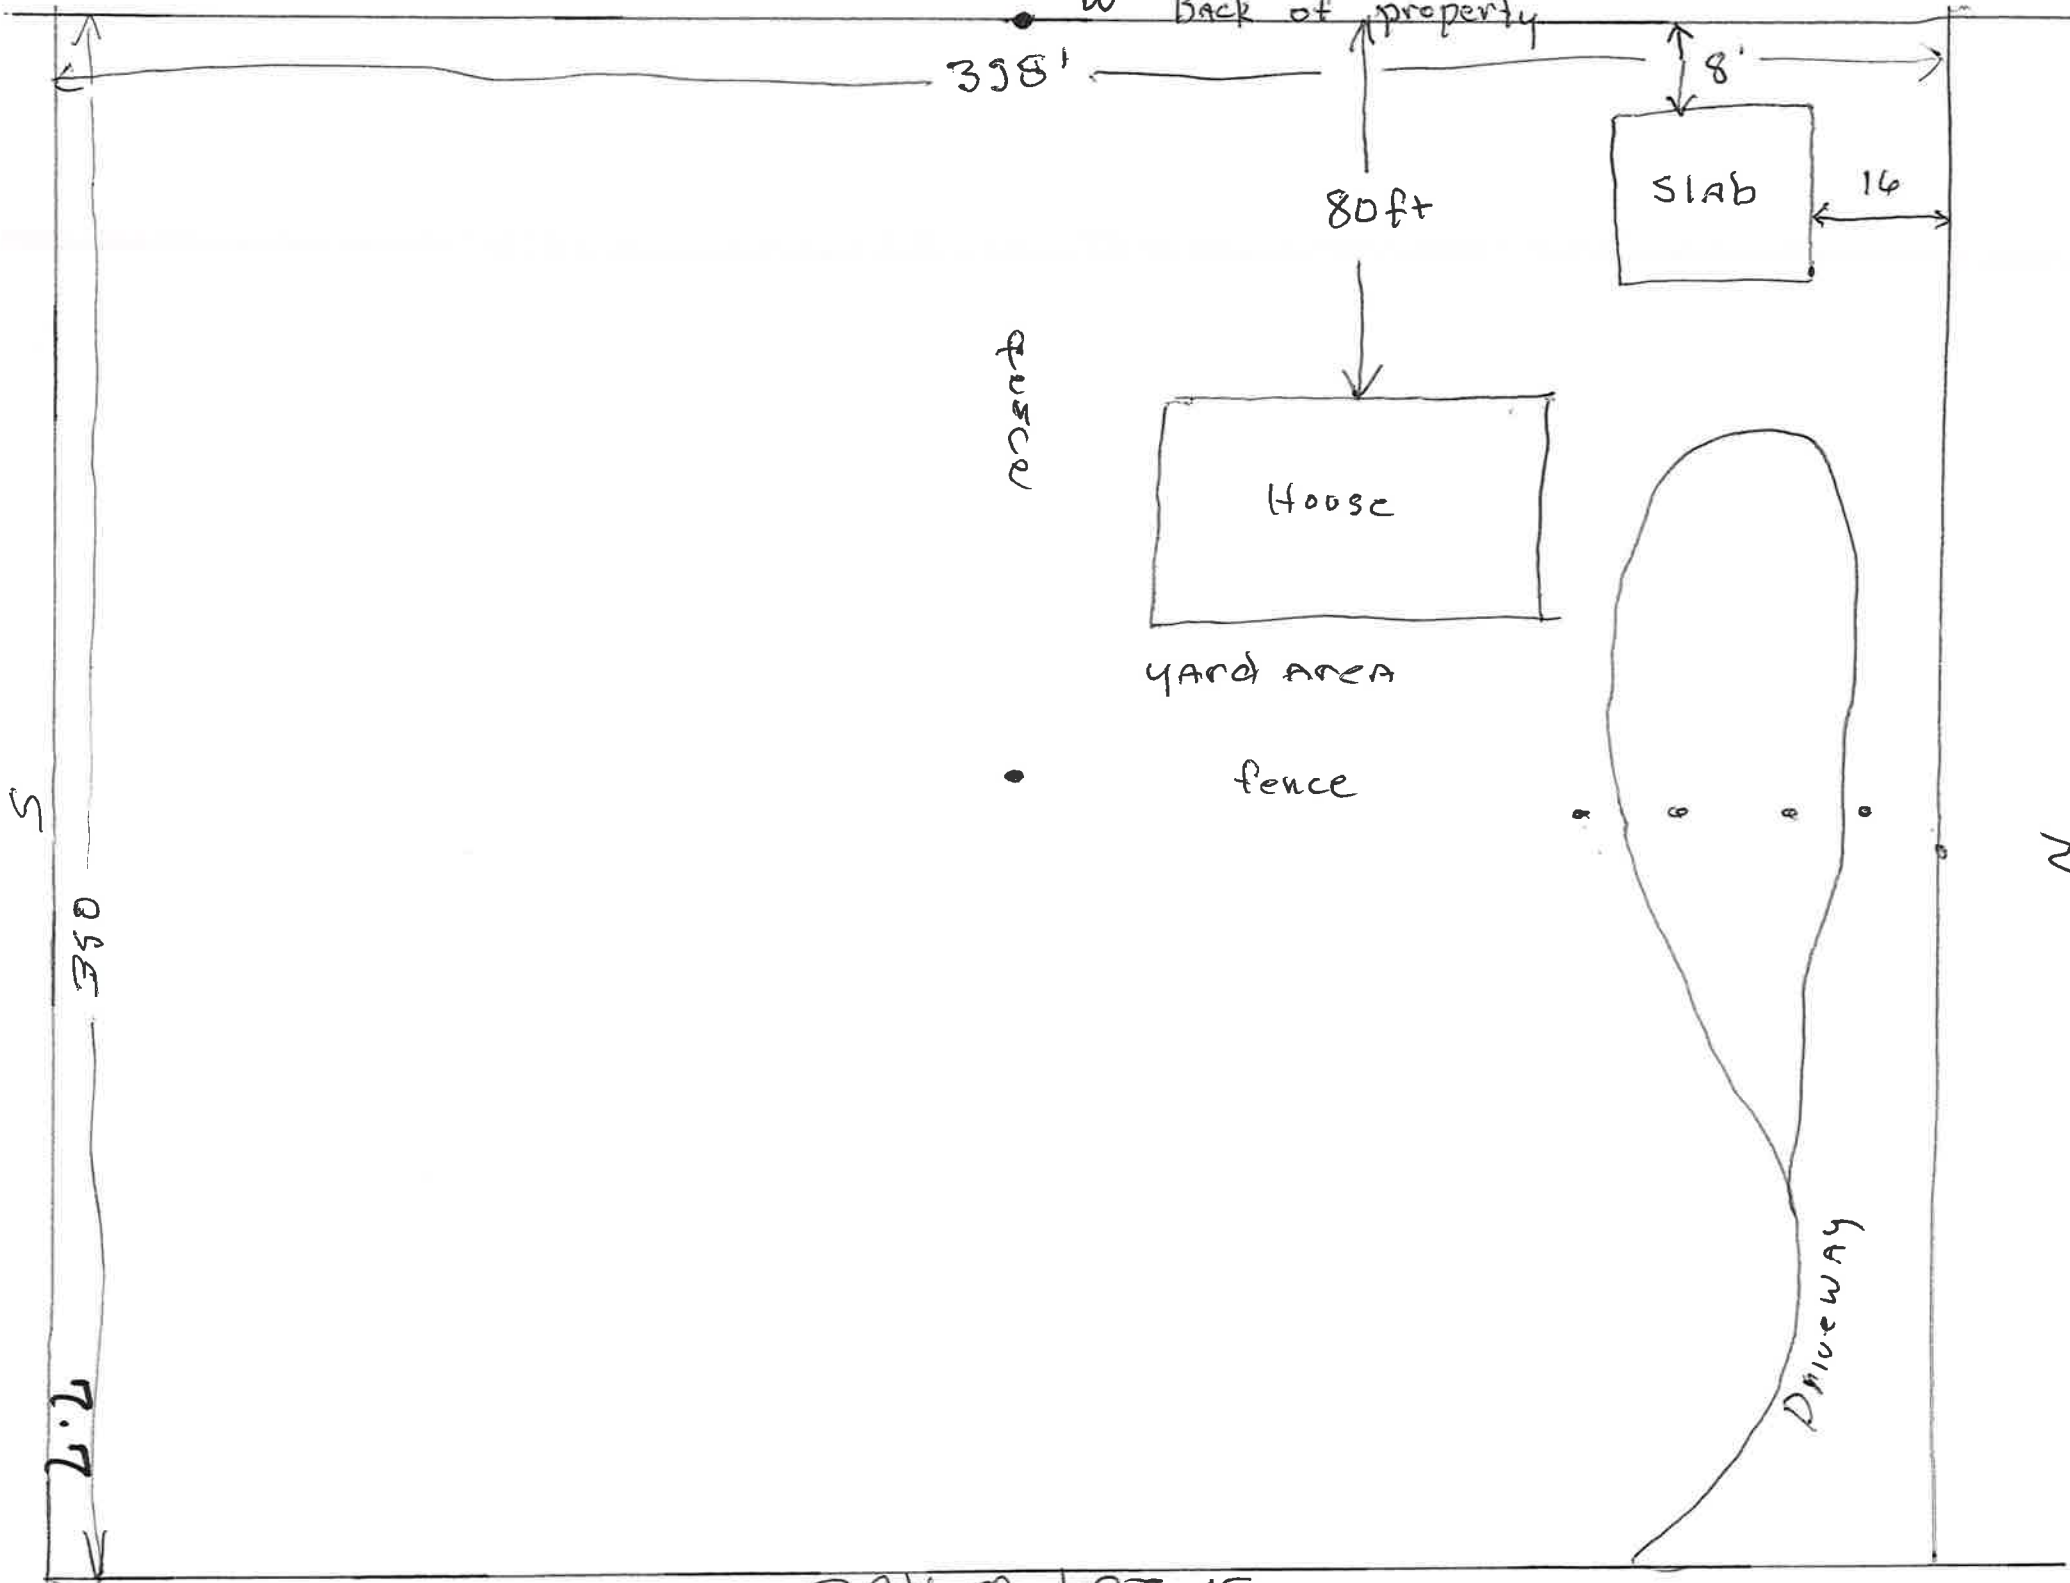 W Back of property
398'
8'
Slab
16
80ft
fence
House
yard area
fence
S
N
350
Driveway